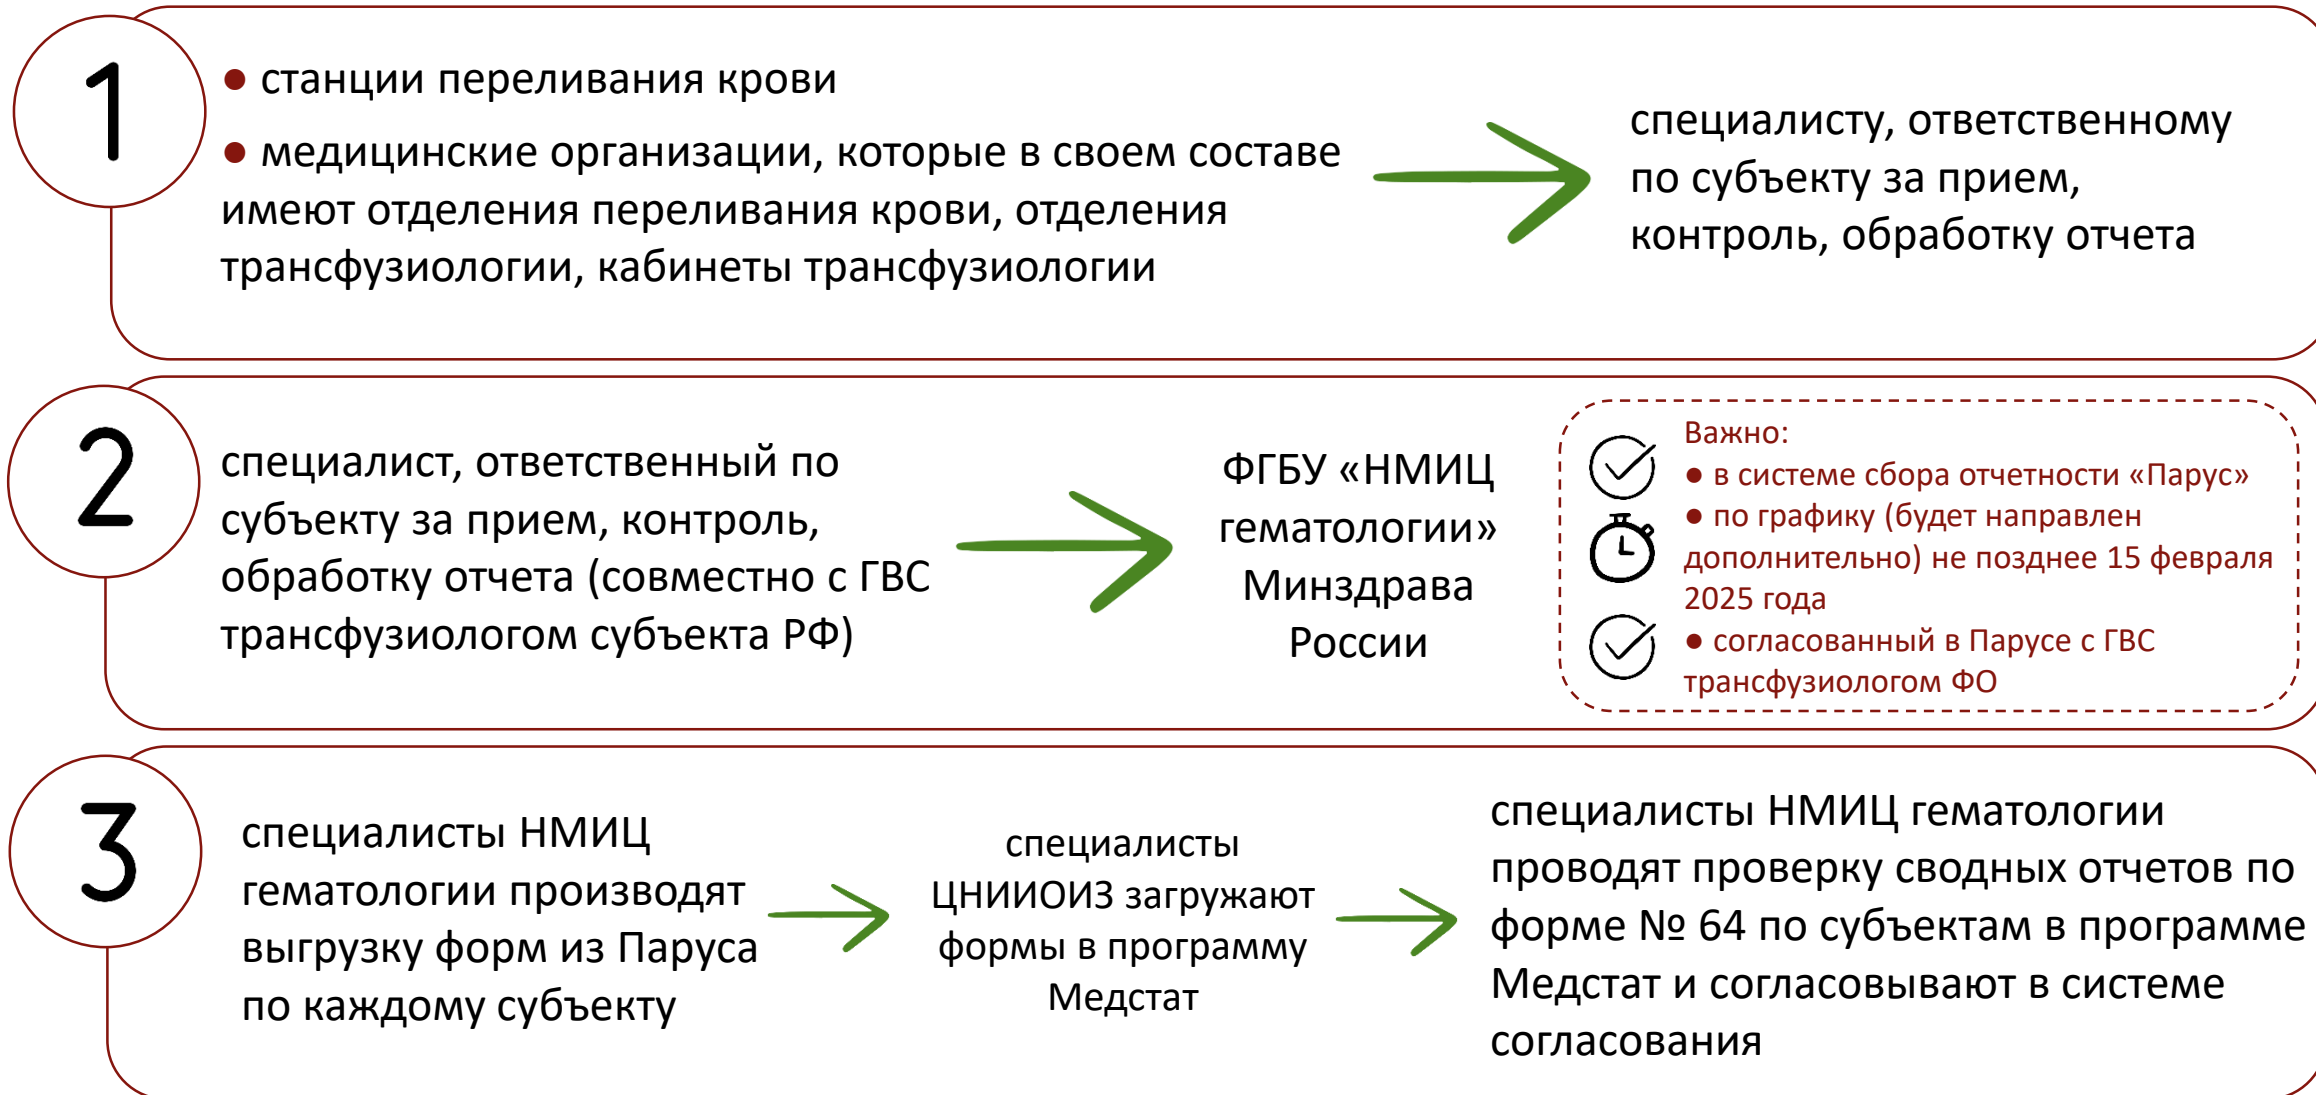 1
● станции переливания крови
● медицинские организации, которые в своем составе
имеют отделения переливания крови, отделения
трансфузиологии, кабинеты трансфузиологии
специалисту, ответственному
по субъекту за прием,
контроль, обработку отчета
2
специалист, ответственный по
субъекту за прием, контроль,
обработку отчета (совместно с ГВС
трансфузиологом субъекта РФ)
ФГБУ «НМИЦ
гематологии»
Минздрава
России
Важно:
● в системе сбора отчетности «Парус»
● по графику (будет направлен
дополнительно) не позднее 15 февраля
2025 года
● согласованный в Парусе с ГВС
трансфузиологом ФО
3
специалисты НМИЦ
гематологии производят
выгрузку форм из Паруса
по каждому субъекту
специалисты
ЦНИИОИЗ загружают
формы в программу
Медстат
специалисты НМИЦ гематологии
проводят проверку сводных отчетов по
форме № 64 по субъектам в программе
Медстат и согласовывают в системе
согласования